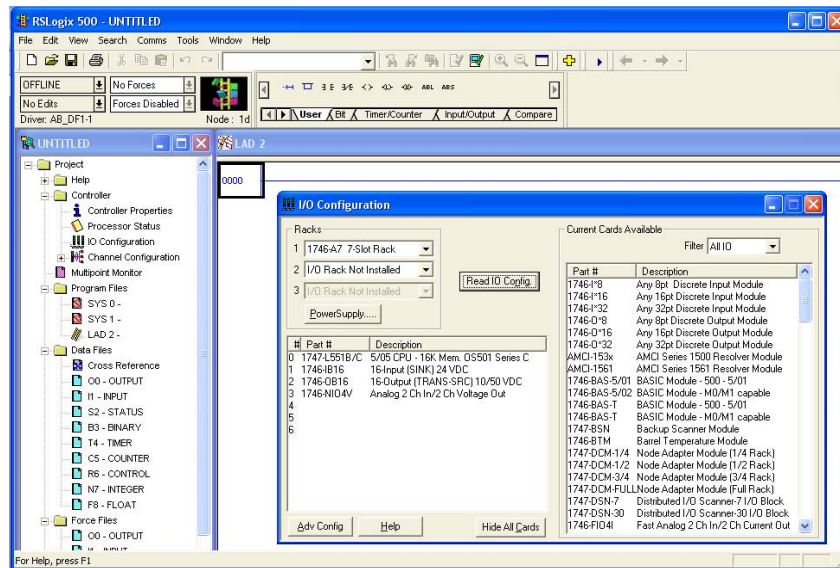 RSLogix 500 - UNTITLED
File Edit View Search Comms Tools Window Help
OFFLINE No Forces
No Edits Forces Disabled
Driver: AB_DF1-1 Node : 1d
ABL ABS
User Bit Timer/Counter Input/Output Compare
UNTITLED
Project
Help
Controller
Controller Properties
Processor Status
IO Configuration
Channel Configuration
Multipoint Monitor
Program Files
SYS 0 -
SYS 1 -
LAD 2 -
Data Files
Cross Reference
O0 - OUTPUT
I1 - INPUT
S2 - STATUS
B3 - BINARY
T4 - TIMER
C5 - COUNTER
R6 - CONTROL
N7 - INTEGER
F8 - FLOAT
Force Files
O0 - OUTPUT
LAD 2
0000
I/O Configuration
Racks
1 1746-A7 7-Slot Rack
2 I/O Rack Not Installed
3 I/O Rack Not Installed
PowerSupply.....
Read IO Config.
# Part # Description
0 1747-L551B/C 5/05 CPU - 16K Mem. OS501 Series C
1 1746-IB16 16-Input (SINK) 24 VDC
2 1746-OB16 16-Output (TRANS-SRC) 10/50 VDC
3 1746-NIO4V Analog 2 Ch In/2 Ch Voltage Out
4
5
6
Adv Config Help Hide All Cards
Current Cards Available
Filter All IO
Part # Description
1746-I*8 Any 8pt Discrete Input Module
1746-I*16 Any 16pt Discrete Input Module
1746-I*32 Any 32pt Discrete Input Module
1746-O*8 Any 8pt Discrete Output Module
1746-O*16 Any 16pt Discrete Output Module
1746-O*32 Any 32pt Discrete Output Module
AMCI-153x AMCI Series 1500 Resolver Module
AMCI-1561 AMCI Series 1561 Resolver Module
1746-BAS-5/01 BASIC Module - 500 - 5/01
1746-BAS-5/02 BASIC Module - M0/M1 capable
1746-BAS-T BASIC Module - 500 - 5/01
1746-BAS-T BASIC Module - M0/M1 capable
1747-BSN Backup Scanner Module
1746-BTM Barrel Temperature Module
1747-DCM-1/4 Node Adapter Module (1/4 Rack)
1747-DCM-1/2 Node Adapter Module (1/2 Rack)
1747-DCM-3/4 Node Adapter Module (3/4 Rack)
1747-DCM-FULL Node Adapter Module (Full Rack)
1747-DSN-7 Distributed I/O Scanner-7 I/O Block
1747-DSN-30 Distributed I/O Scanner-30 I/O Block
1746-FIO4I Fast Analog 2 Ch In/2 Ch Current Out
For Help, press F1